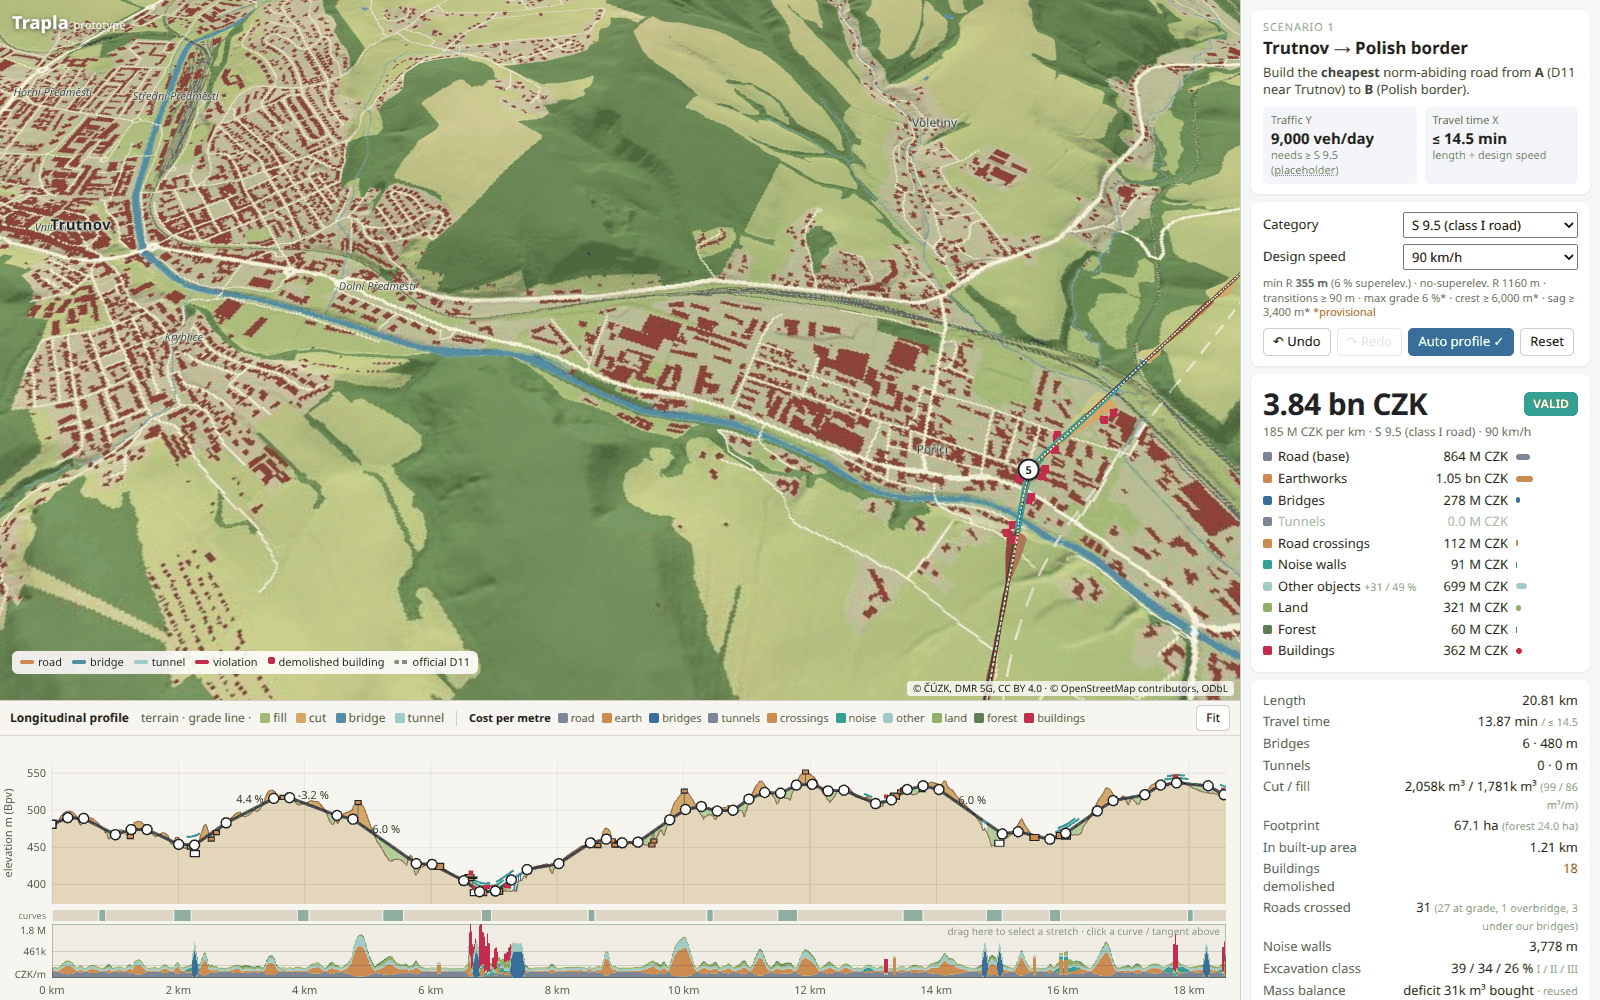 Trapla prototype
Horní Předměstí
Střední Předměstí
Voletiny
Trutnov
Dolní Předměstí
Kryblice
Poříčí
5
road bridge tunnel violation demolished building official D11
© ČÚZK, DMR 5G, CC BY 4.0 · © OpenStreetMap contributors, ODbL
SCENARIO 1
Trutnov → Polish border
Build the cheapest norm-abiding road from A (D11
near Trutnov) to B (Polish border).
Traffic Y
9,000 veh/day
needs ≥ S 9.5
(placeholder)
Travel time X
≤ 14.5 min
length ÷ design speed
Category
S 9.5 (class I road)
Design speed
90 km/h
min R 355 m (6 % superelev.) · no-superelev. R 1160 m ·
transitions ≥ 90 m · max grade 6 %* · crest ≥ 6,000 m* · sag ≥
3,400 m* *provisional
↶ Undo
↷ Redo
Auto profile ✓
Reset
3.84 bn CZK
VALID
185 M CZK per km · S 9.5 (class I road) · 90 km/h
Road (base) 864 M CZK
Earthworks 1.05 bn CZK
Bridges 278 M CZK
Tunnels 0.0 M CZK
Road crossings 112 M CZK
Noise walls 91 M CZK
Other objects +31 / 49 % 699 M CZK
Land 321 M CZK
Forest 60 M CZK
Buildings 362 M CZK
Length 20.81 km
Travel time 13.87 min / ≤ 14.5
Bridges 6 · 480 m
Tunnels 0 · 0 m
Cut / fill 2,058k m³ / 1,781k m³ (99 / 86
m³/m)
Footprint 67.1 ha (forest 24.0 ha)
In built-up area 1.21 km
Buildings
demolished 18
Roads crossed 31 (27 at grade, 1 overbridge, 3
under our bridges)
Noise walls 3,778 m
Excavation class 39 / 34 / 26 % I / II / III
Mass balance deficit 31k m³ bought · reused
Longitudinal profile terrain · grade line · fill cut bridge tunnel Cost per metre road earth bridges tunnels crossings noise other land forest buildings
Fit
elevation m (Bpv)
550
500
450
400
4.4 %
-3.2 %
6.0 %
6.0 %
curves
1.8 M
461k
CZK/m
drag here to select a stretch · click a curve / tangent above
0 km 2 km 4 km 6 km 8 km 10 km 12 km 14 km 16 km 18 km